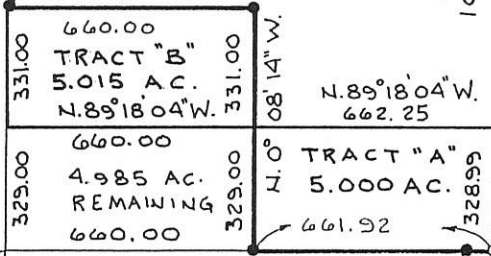 660.00
TRACT "B"
5.015 AC.
N.89°18'04"W.
331.00
331.00
660.00
4.985 AC.
REMAINING
660.00
329.00
329.00
N. 0° 08' 14" W.
N.89°18'04"W.
662.25
TRACT "A"
5.000 AC.
661.92
328.99